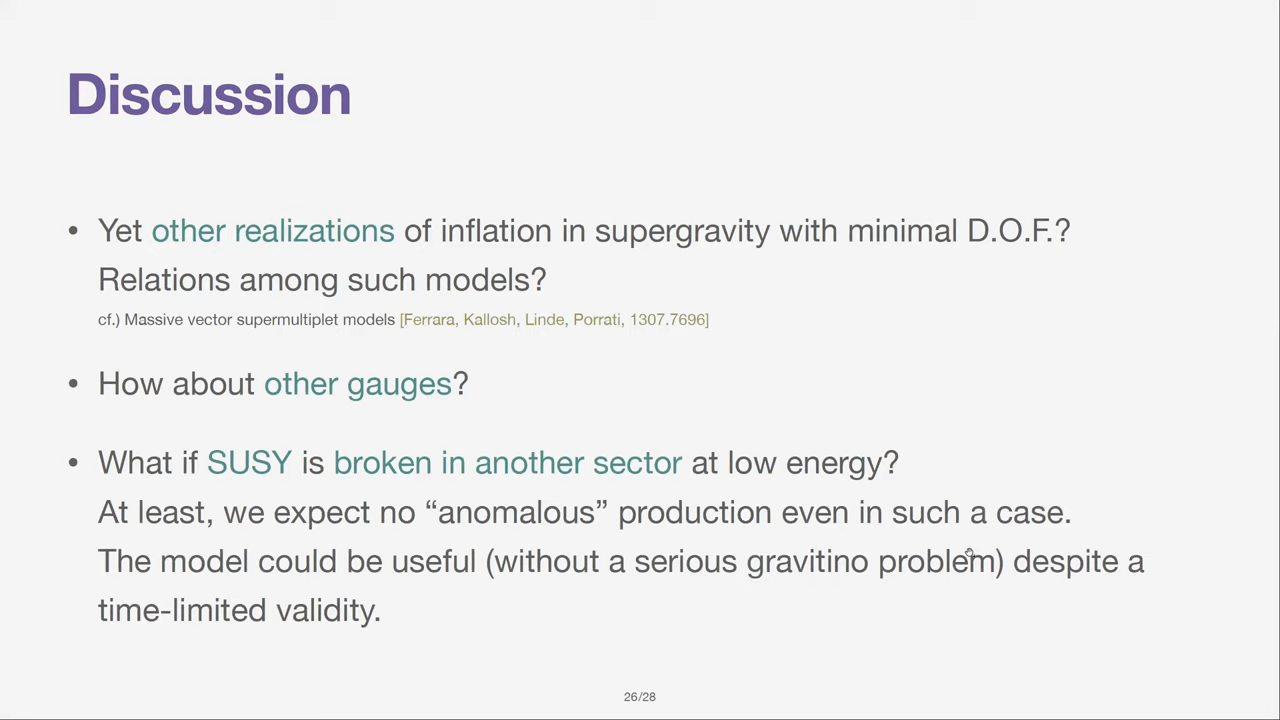 Discussion
• Yet other realizations of inflation in supergravity with minimal D.O.F.?
Relations among such models?
cf.) Massive vector supermultiplet models [Ferrara, Kallosh, Linde, Porrati, 1307.7696]
• How about other gauges?
• What if SUSY is broken in another sector at low energy?
At least, we expect no “anomalous” production even in such a case.
The model could be useful (without a serious gravitino problem) despite a
time-limited validity.
26/28